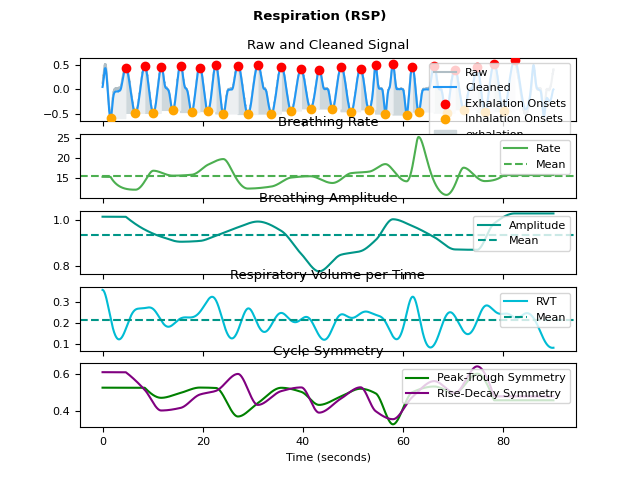 Respiration (RSP)
Raw and Cleaned Signal
0.5
0.0
−0.5
Raw
Cleaned
Exhalation Onsets
Inhalation Onsets
exhalation
Breathing Rate
25
20
15
Rate
Mean
Breathing Amplitude
1.0
0.8
Amplitude
Mean
Respiratory Volume per Time
0.3
0.2
0.1
RVT
Mean
Cycle Symmetry
0.6
0.4
Peak-Trough Symmetry
Rise-Decay Symmetry
0 20 40 60 80
Time (seconds)